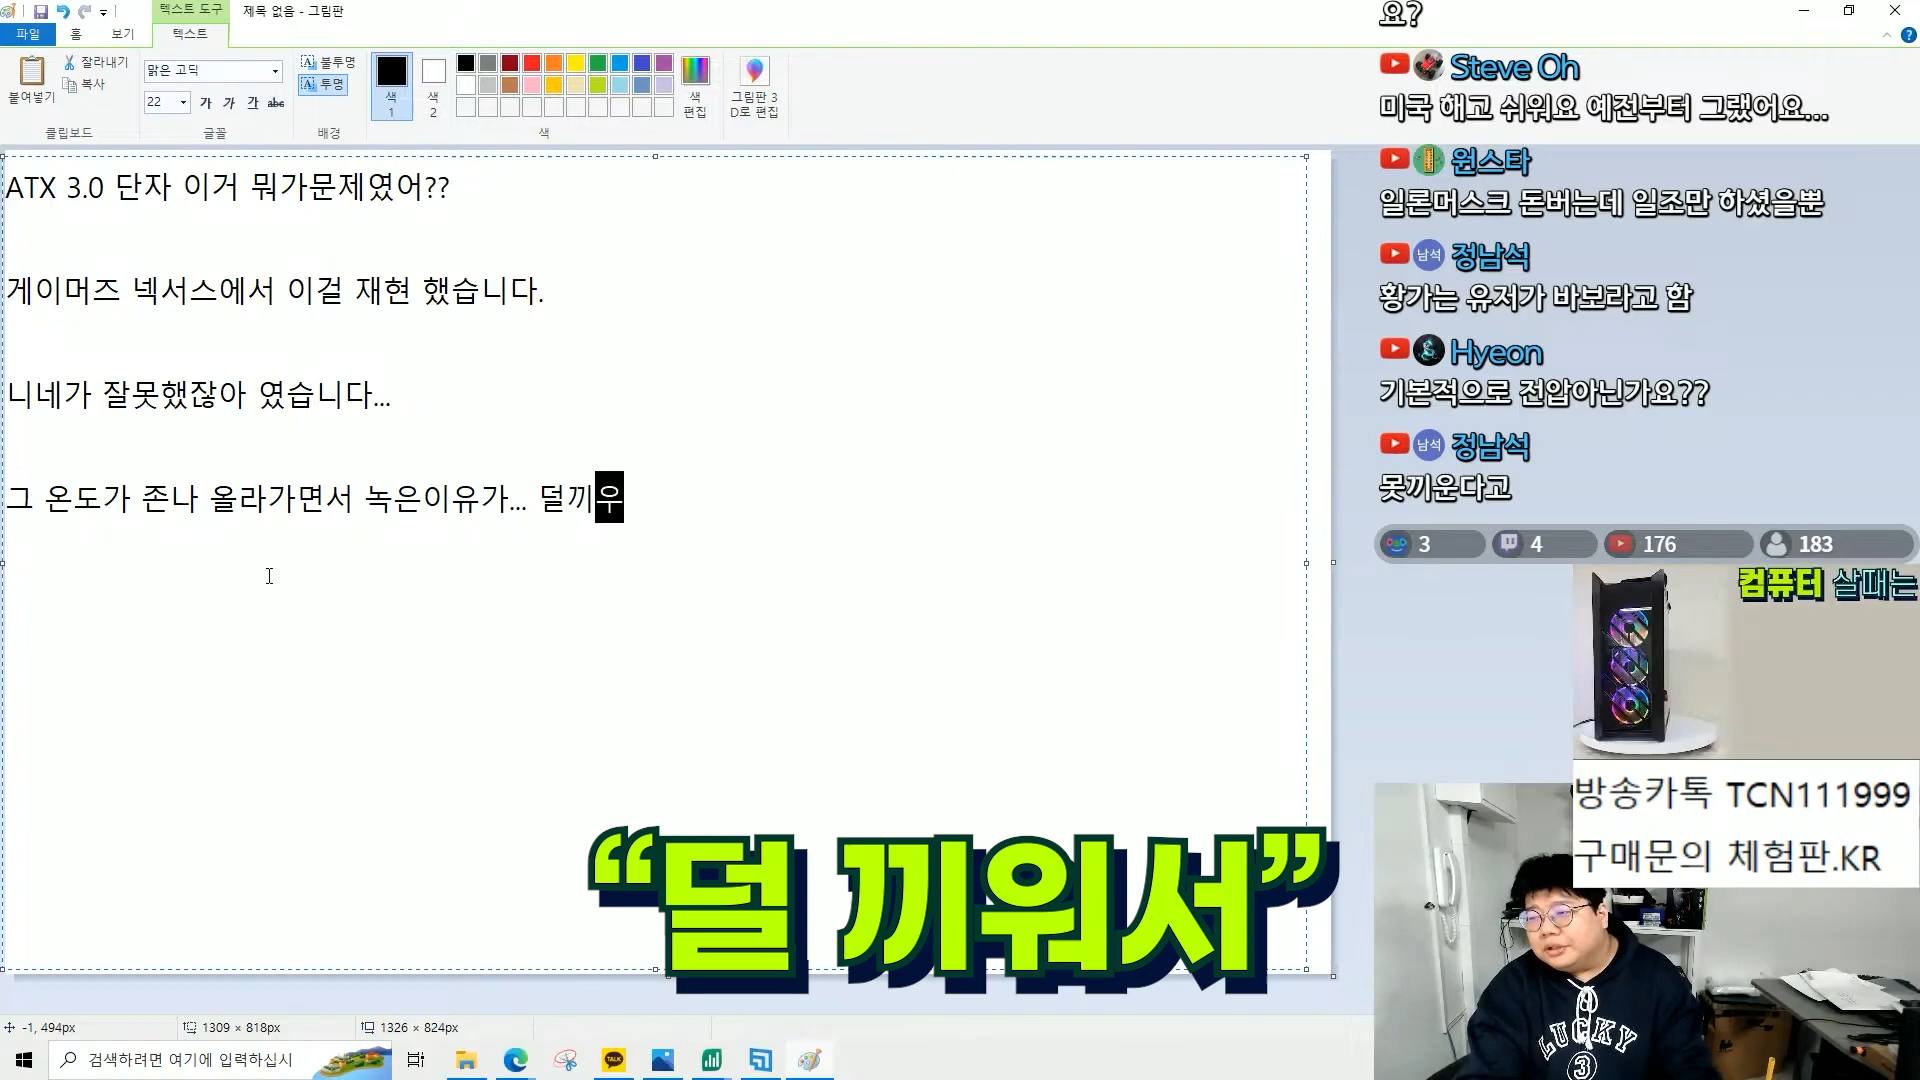 텍스트 도구
제목 없음 - 그림판
파일
홈
보기
텍스트
붙여넣기
잘라내기
복사
클립보드
맑은 고딕
22
가 가 가 abc
글꼴
불투명
투명
배경
색
1
색
2
색
편집
그림판 3
D로 편집
색
ATX 3.0 단자 이거 뭐가문제였어??
게이머즈 넥서스에서 이걸 재현 했습니다.
니네가 잘못했잖아 였습니다...
그 온도가 존나 올라가면서 녹은이유가... 덜끼우
“덜 끼워서”
-1, 494px
1309 × 818px
1326 × 824px
검색하려면 여기에 입력하십시
TALK
요?
Steve Oh
미국 해고 쉬워요 예전부터 그랬어요...
원스타
일론머스크 돈버는데 일조만 하셨을뿐
남석 정남석
황가는 유저가 바보라고 함
Hyeon
기본적으로 전압아닌가요??
남석 정남석
못끼운다고
3
4
176
183
컴퓨터 살때는
방송카톡 TCN111999
구매문의 체험판.KR
LUCKY
3